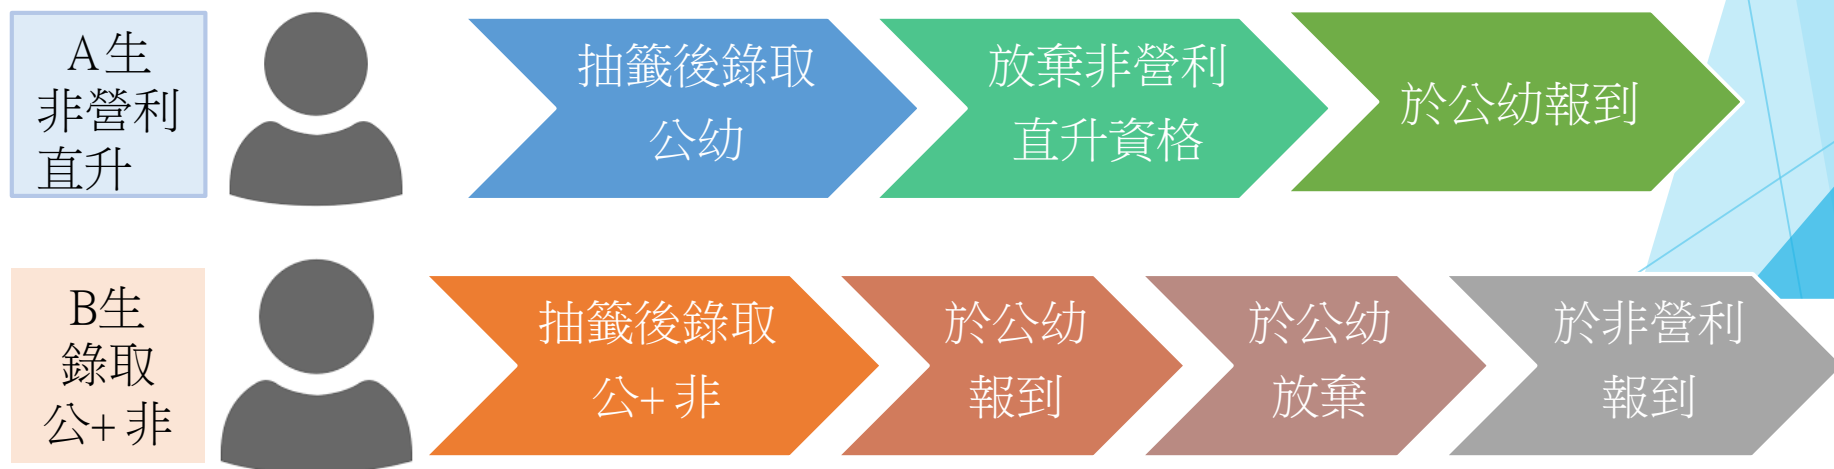 A生
非營利
直升
抽籤後錄取
公幼
放棄非營利
直升資格
於公幼報到
B生
錄取
公+非
抽籤後錄取
公+非
於公幼
報到
於公幼
放棄
於非營利
報到